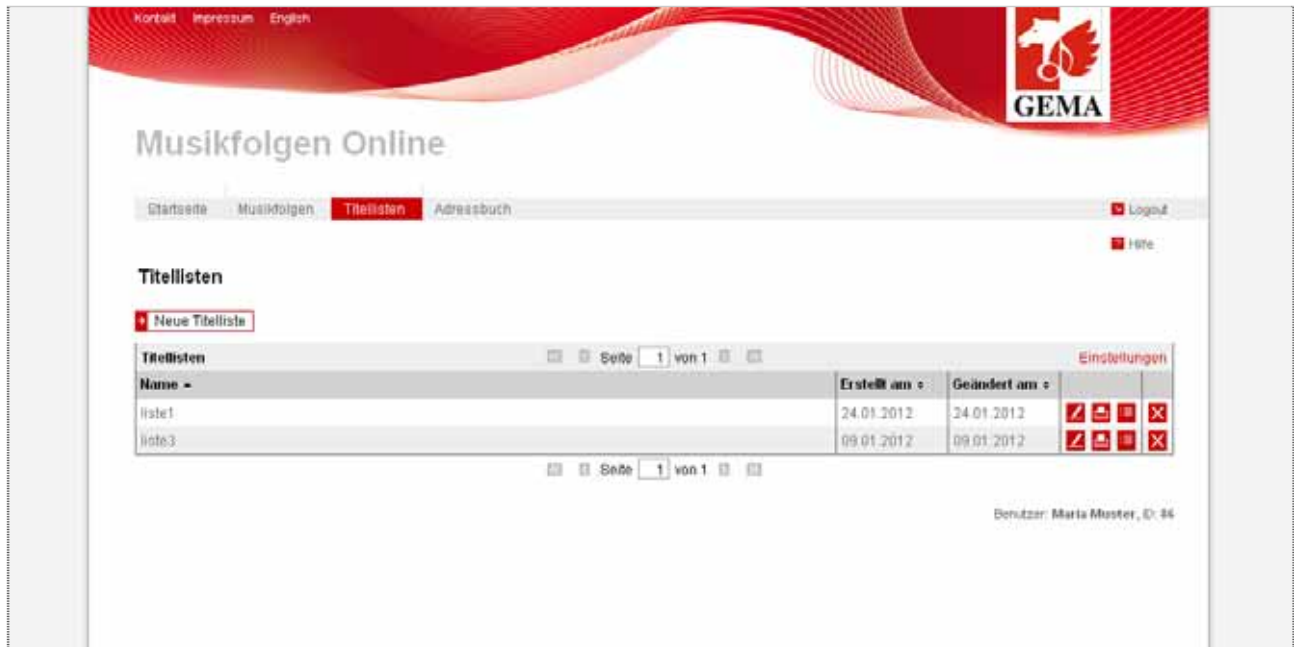 Kontakt Impressum English
GEMA
Musikfolgen Online
Startseite Musikfolgen Titellisten Adressbuch Logout
Hilfe
Titellisten
Neue Titelliste
Titellisten Seite 1 von 1 Einstellungen
Name Erstellt am Geändert am
liste1 24.01.2012 24.01.2012
liste3 09.01.2012 09.01.2012
Seite 1 von 1
Benutzer: Maria Muster, ID: 86